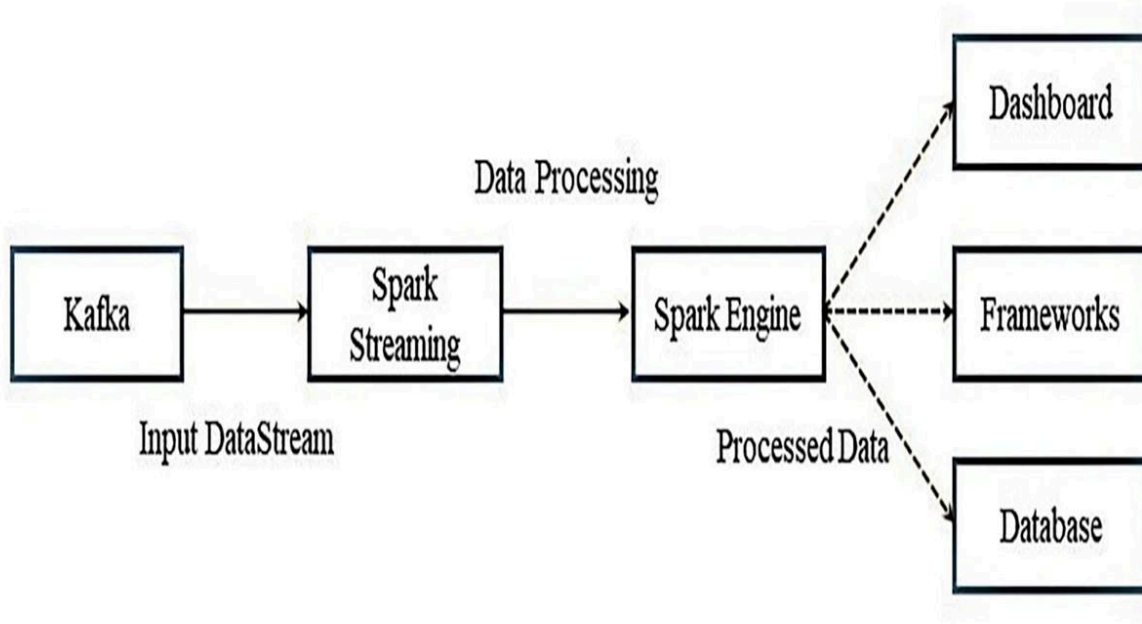 Dashboard
Data Processing
Kafka
Spark
Streaming
Spark Engine
Frameworks
Input DataStream
Processed Data
Database